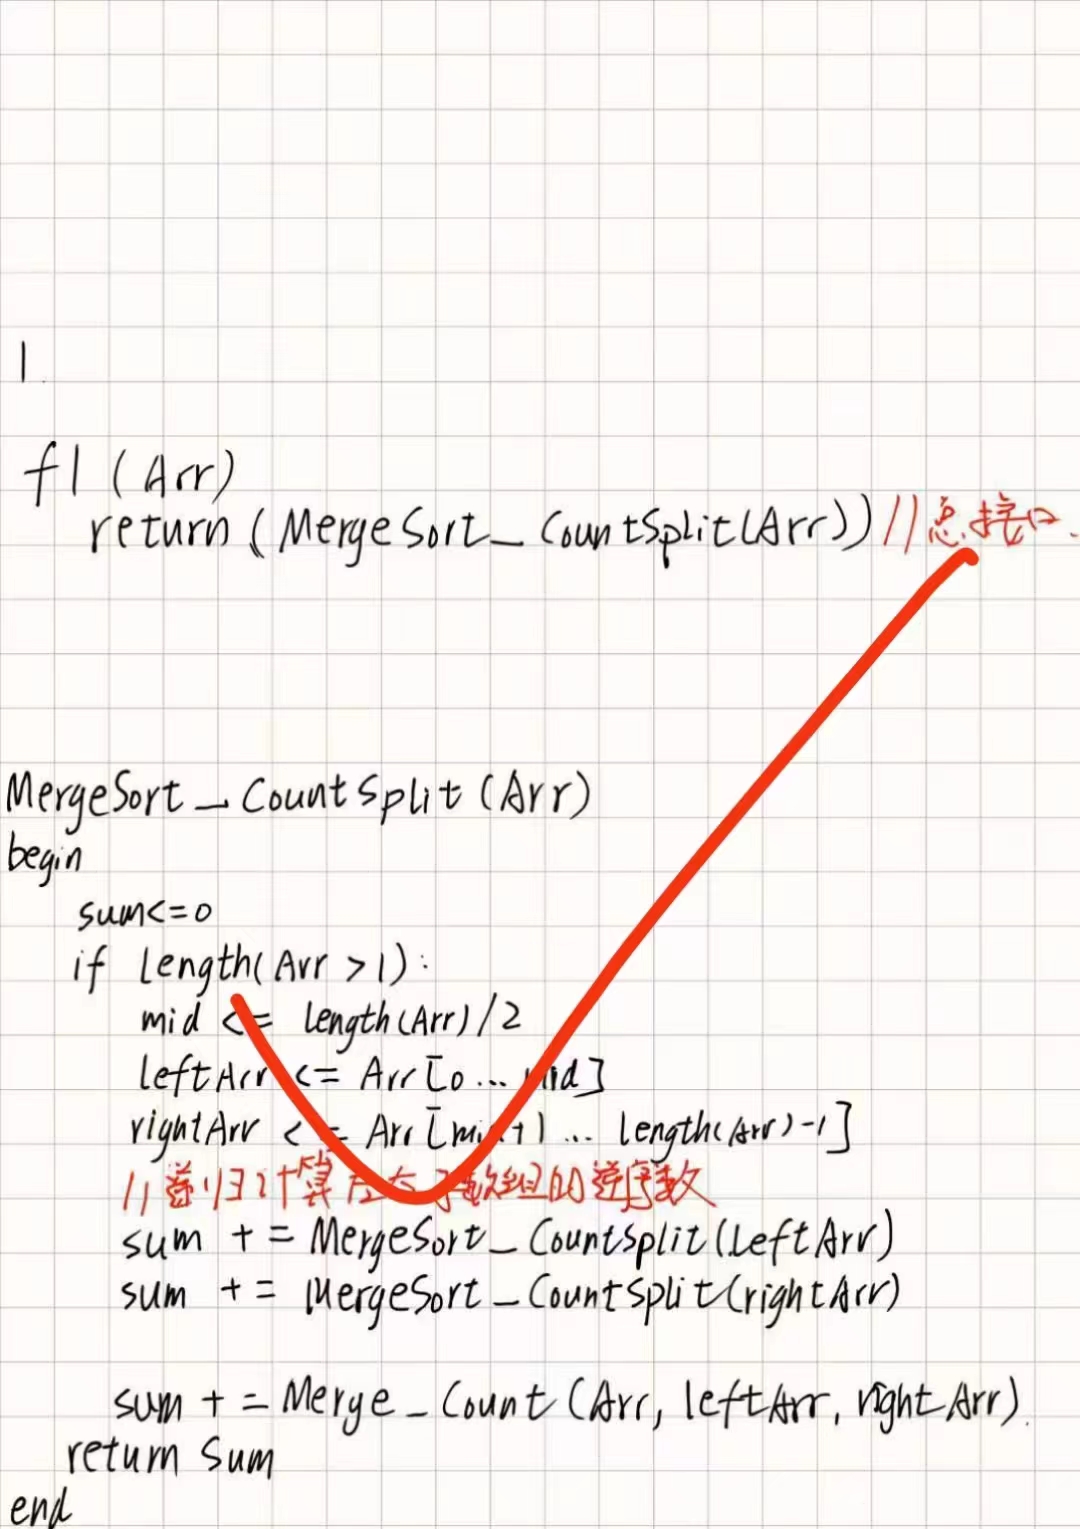 1.
f1(Arr)
return(MergeSort_CountSplit(Arr)) //总接口.
MergeSort_CountSplit(Arr)
begin
sum<=0
if length(Arr >1):
mid <= length(Arr)/2
leftArr <= Arr[0... mid]
rightArr <= Arr[mid+1 ... length(Arr)-1]
//递归计算左右子数组的逆序数
sum += MergeSort_CountSplit(leftArr)
sum += MergeSort_CountSplit(rightArr)
sum += Merge_Count(Arr, leftArr, rightArr).
return sum
end